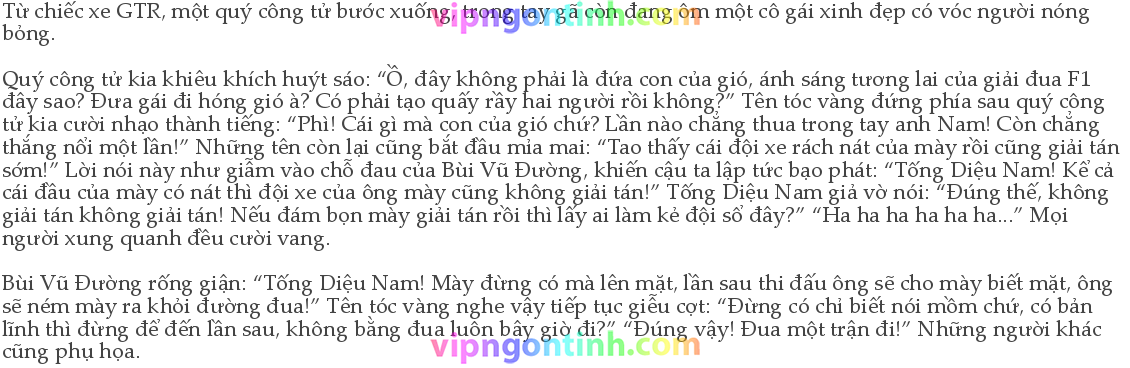 Từ chiếc xe GTR, một quý công tử bước xuống, trong tay gã còn đang ôm một cô gái xinh đẹp có vóc người nóng
bỏng.
vipngontinh.com
Quý công tử kia khiêu khích huýt sáo: “Ồ, đây không phải là đứa con của gió, ánh sáng tương lai của giải đua F1
đây sao? Đưa gái đi hóng gió à? Có phải tạo quấy rầy hai người rồi không?” Tên tóc vàng đứng phía sau quý công
tử kia cười nhạo thành tiếng: “Phì! Cái gì mà con của gió chứ? Lần nào chẳng thua trong tay anh Nam! Còn chẳng
thắng nổi một lần!” Những tên còn lại cũng bắt đầu mỉa mai: “Tao thấy cái đội xe rách nát của mày rồi cũng giải tán
sớm!” Lời nói này như giẫm vào chỗ đau của Bùi Vũ Đường, khiến cậu ta lập tức bạo phát: “Tống Diệu Nam! Kể cả
cái đầu của mày có nát thì đội xe của ông mày cũng không giải tán!” Tống Diệu Nam giả vờ nói: “Đúng thế, không
giải tán không giải tán! Nếu đám bọn mày giải tán rồi thì lấy ai làm kẻ đội sổ đây?” “Ha ha ha ha ha ha...” Mọi
người xung quanh đều cười vang.
Bùi Vũ Đường rống giận: “Tống Diệu Nam! Mày đừng có mà lên mặt, lần sau thi đấu ông sẽ cho mày biết mặt, ông
sẽ ném mày ra khỏi đường đua!” Tên tóc vàng nghe vậy tiếp tục giễu cợt: “Đừng có chỉ biết nói mồm chứ, có bản
lĩnh thì đừng để đến lần sau, không bằng đua luôn bây giờ đi?” “Đúng vậy! Đua một trận đi!” Những người khác
cũng phụ họa.
vipngontinh.com